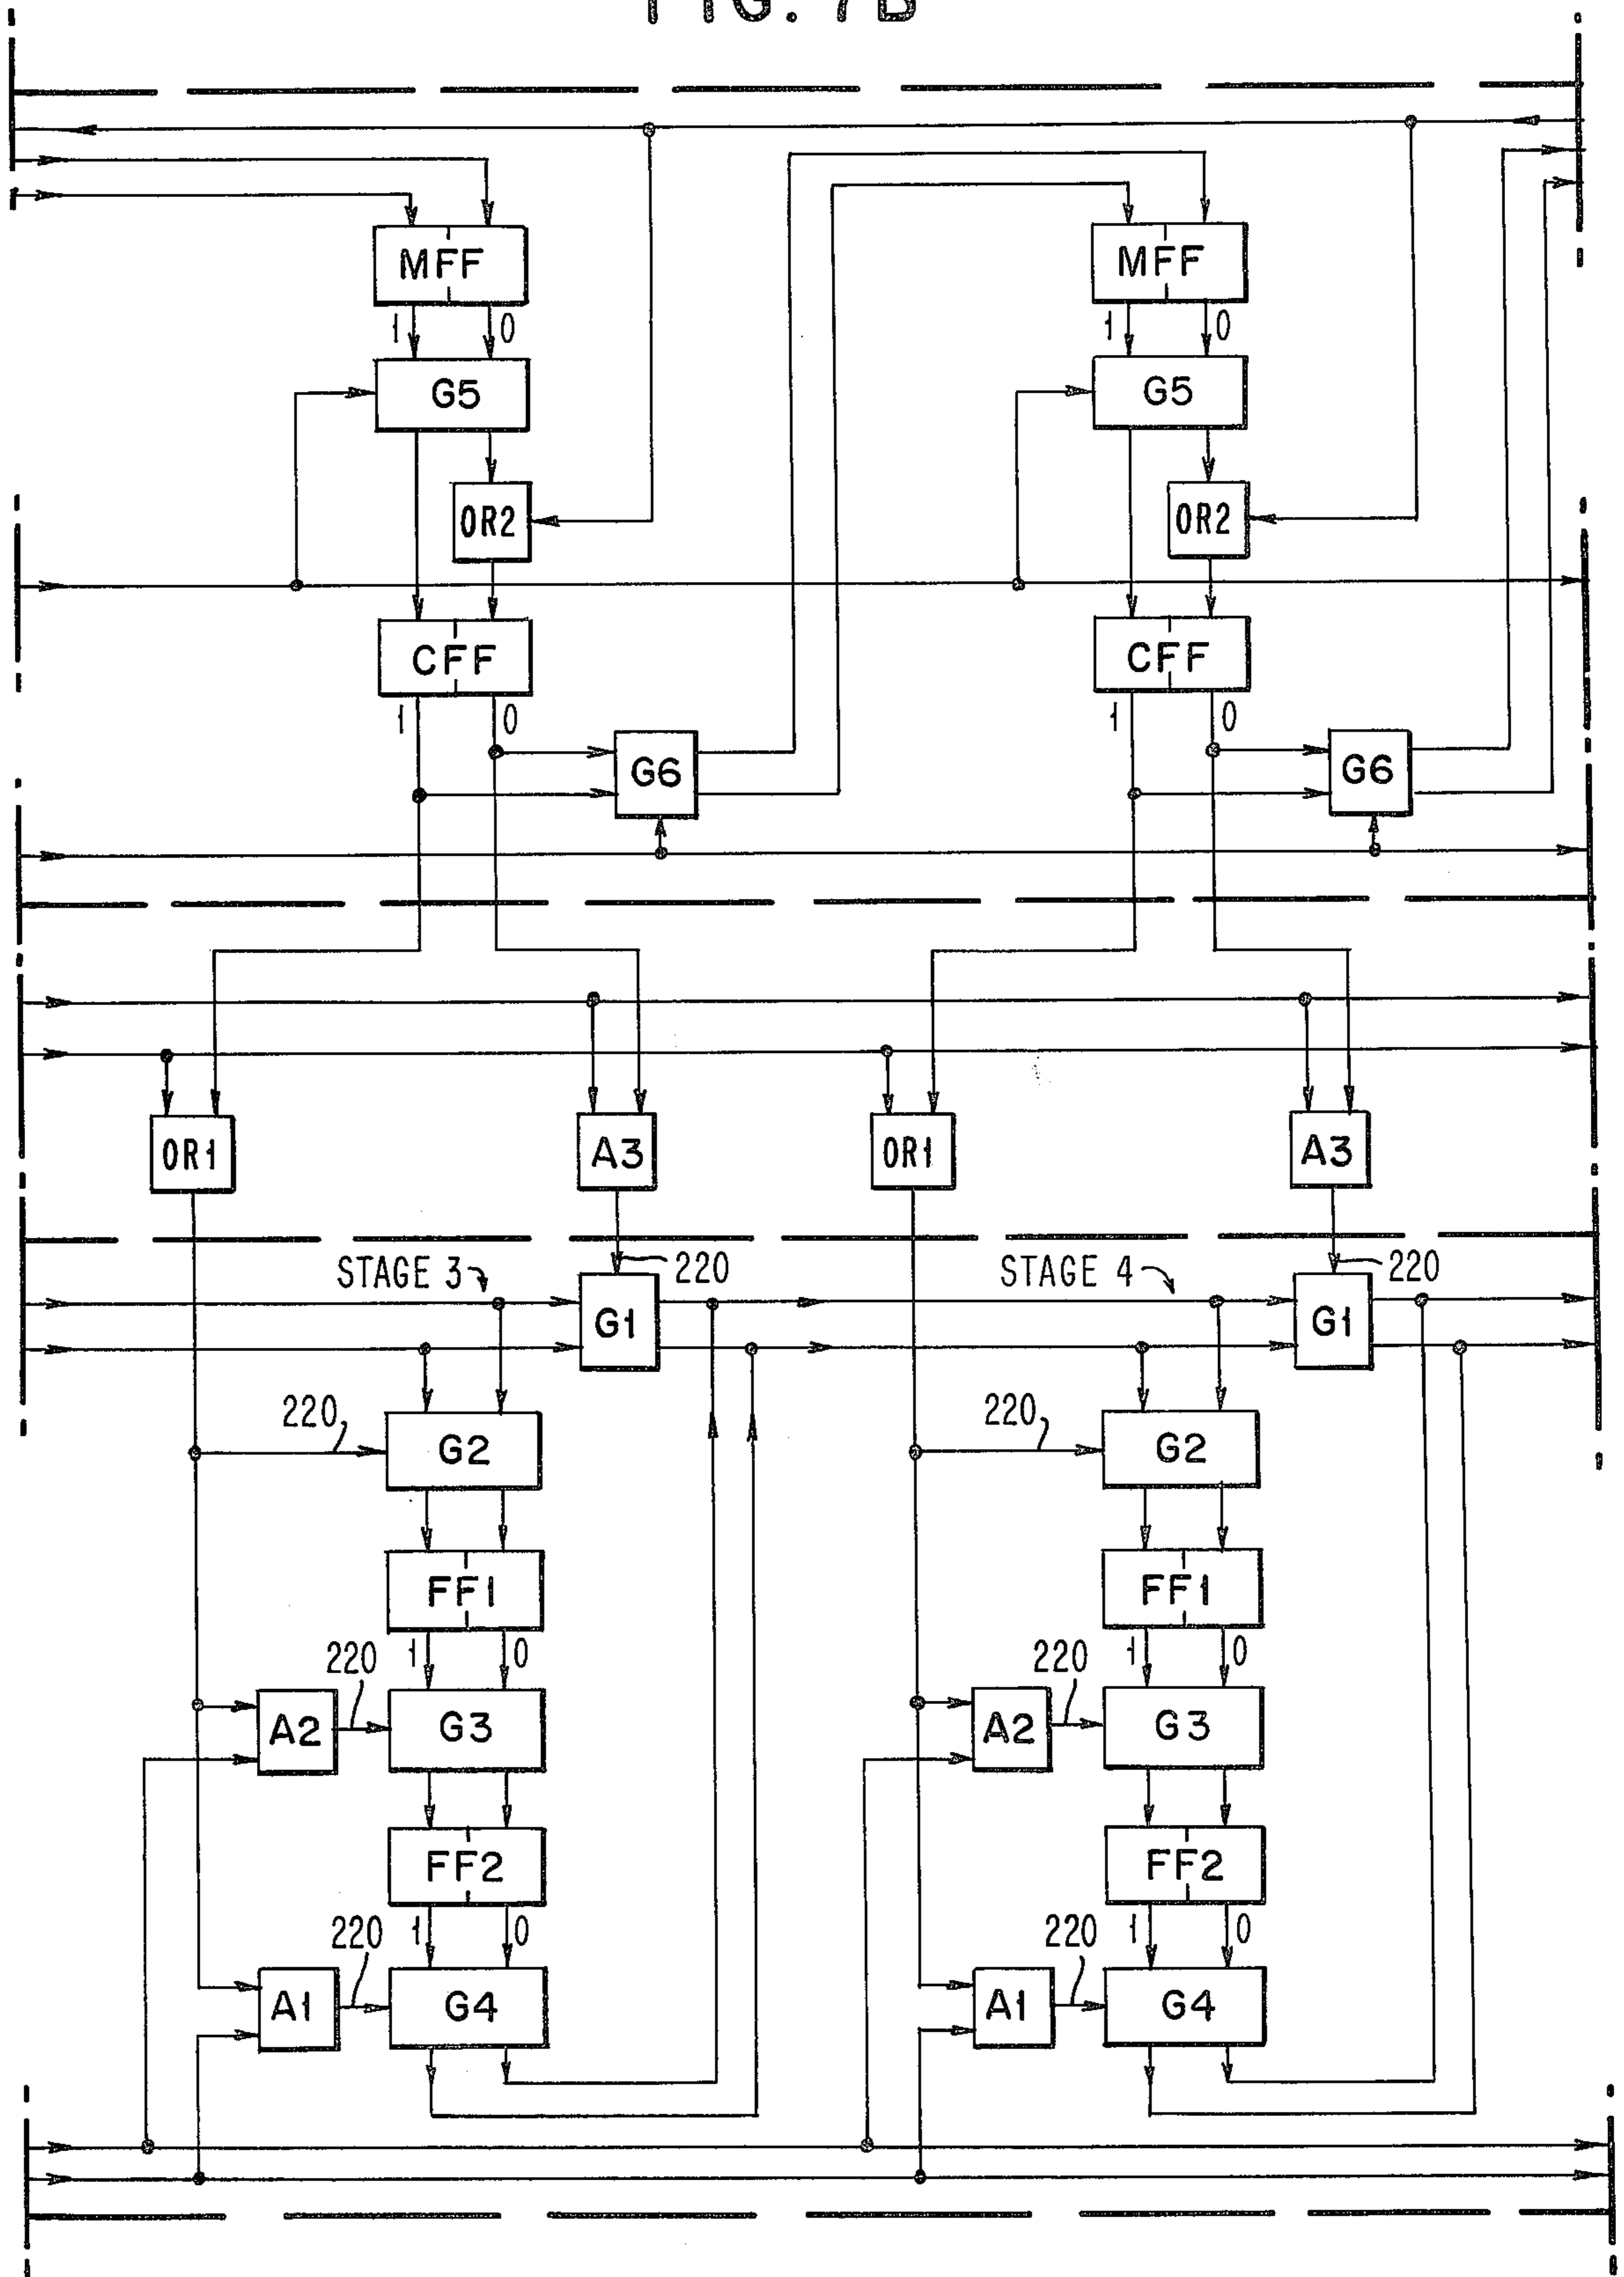 FIG. 7B
MFF MFF
1 0 1 0
G5 G5
OR2 OR2
CFF CFF
1 0 1 0
G6 G6
OR1 A3 OR1 A3
STAGE 3 220 STAGE 4 220
G1 G1
220 G2 220 G2
FF1 FF1
1 0 1 0
220 220
A2 G3 A2 G3
FF2 FF2
220 1 0 220 1 0
A1 G4 A1 G4